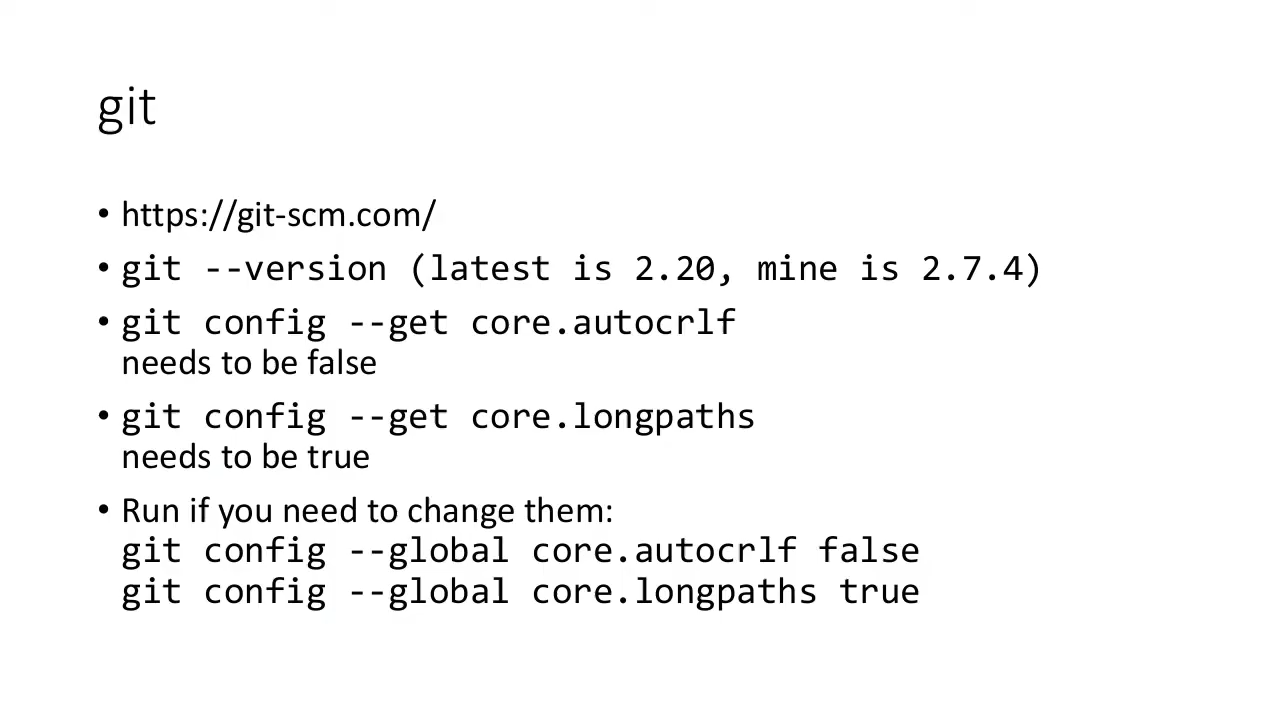 git
• https://git-scm.com/
• git --version (latest is 2.20, mine is 2.7.4)
• git config --get core.autocrlf
needs to be false
• git config --get core.longpaths
needs to be true
• Run if you need to change them:
git config --global core.autocrlf false
git config --global core.longpaths true